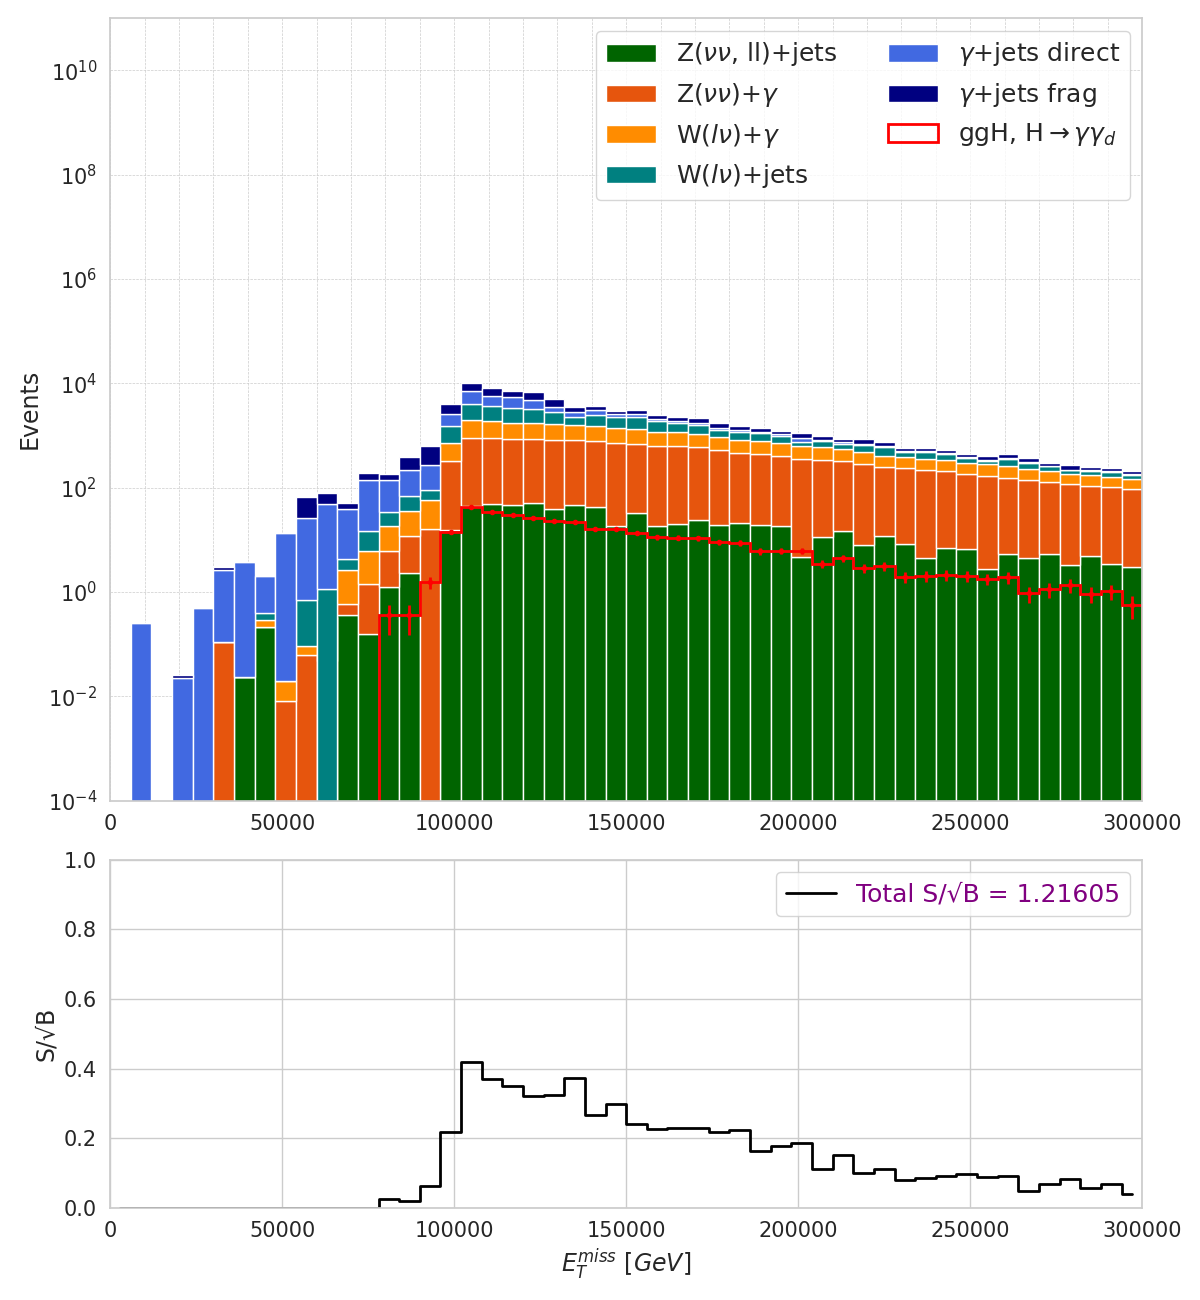 Z(νν, ll)+jets
Z(νν)+γ
W(lν)+γ
W(lν)+jets
γ+jets direct
γ+jets frag
ggH, H→γγ_d
Events
10^10
10^8
10^6
10^4
10^2
10^0
10^−2
10^−4
0 50000 100000 150000 200000 250000 300000
Total S/√B = 1.21605
S/√B
1.0
0.8
0.6
0.4
0.2
0.0
0 50000 100000 150000 200000 250000 300000
E_T^miss [GeV]